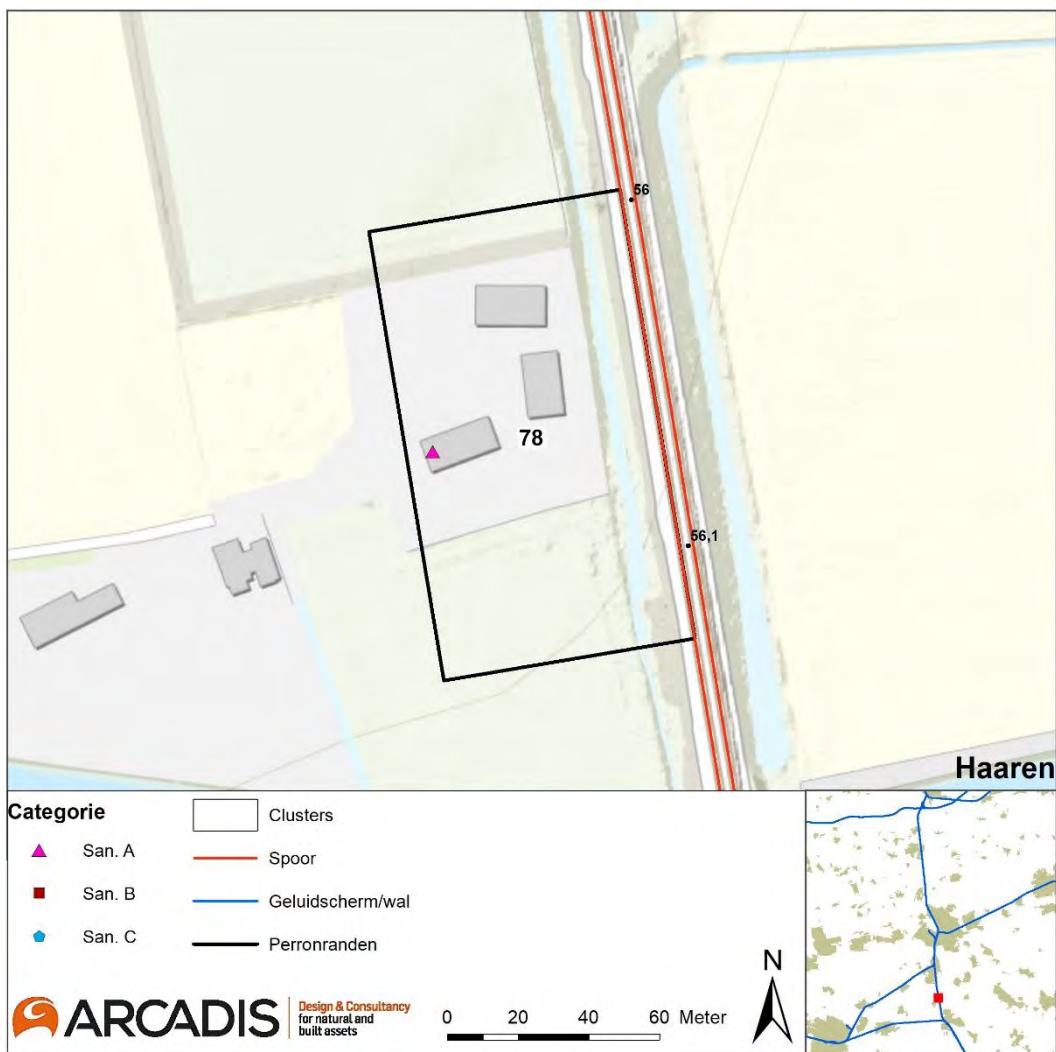 56
78
56,1
Haaren
Categorie
San. A
San. B
San. C
Clusters
Spoor
Geluidscherm/wal
Perronranden
N
ARCADIS
Design & Consultancy
for natural and
built assets
0 20 40 60 Meter